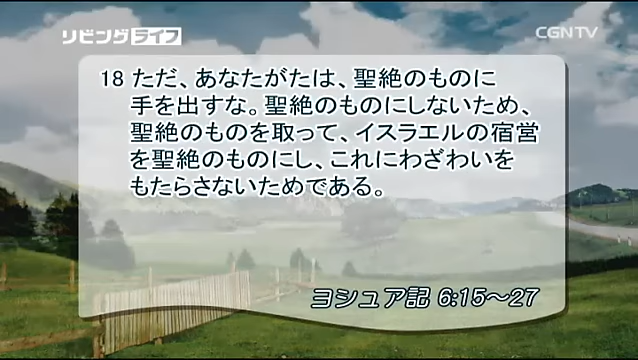 リビングライフ
CGNTV
18 ただ、あなたがたは、聖絶のものに
手を出すな。聖絶のものにしないため、
聖絶のものを取って、イスラエルの宿営
を聖絶のものにし、これにわざわいを
もたらさないためである。
ヨシュア記 6:15～27